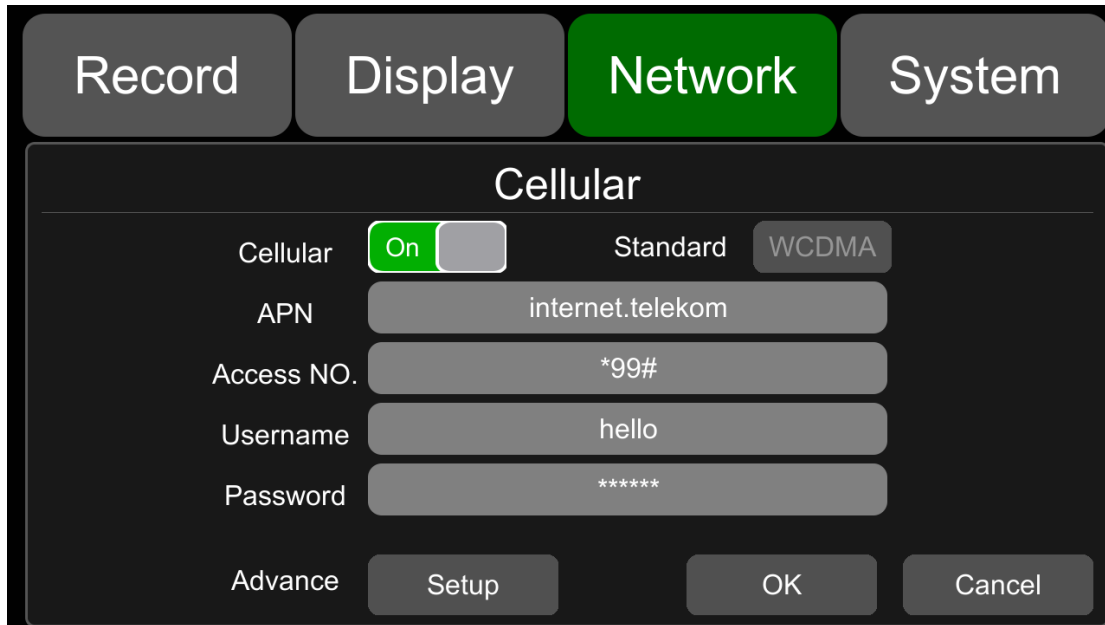 Record Display Network System
Cellular
Cellular On Standard WCDMA
APN internet.telekom
Access NO. *99#
Username hello
Password ******
Advance Setup OK Cancel